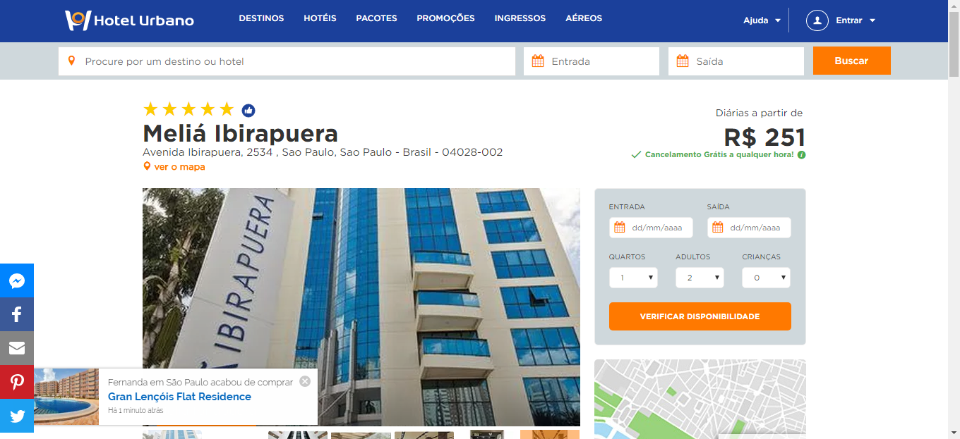 Hotel Urbano
DESTINOS HOTÉIS PACOTES PROMOÇÕES INGRESSOS AÉREOS
Ajuda
Entrar
Procure por um destino ou hotel
Entrada
Saída
Buscar
Meliá Ibirapuera
Avenida Ibirapuera, 2534 , Sao Paulo, Sao Paulo - Brasil - 04028-002
ver o mapa
Diárias a partir de
R$ 251
Cancelamento Grátis a qualquer hora!
IBIRAPUERA
ENTRADA SAÍDA
dd/mm/aaaa dd/mm/aaaa
QUARTOS ADULTOS CRIANÇAS
1 2 0
VERIFICAR DISPONIBILIDADE
Fernanda em São Paulo acabou de comprar
Gran Lençóis Flat Residence
Há 1 minuto atrás